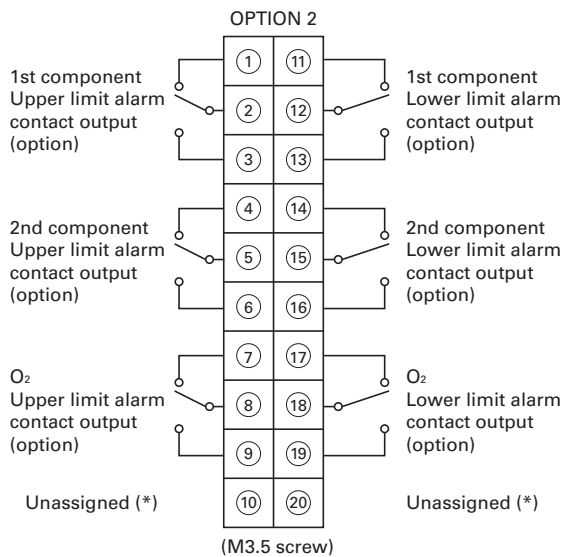 OPTION 2
1st component
Upper limit alarm
contact output
(option)
1 11
2 12
3 13
1st component
Lower limit alarm
contact output
(option)
2nd component
Upper limit alarm
contact output
(option)
4 14
5 15
6 16
2nd component
Lower limit alarm
contact output
(option)
O₂
Upper limit alarm
contact output
(option)
7 17
8 18
9 19
O₂
Lower limit alarm
contact output
(option)
Unassigned (*)
10 20
Unassigned (*)
(M3.5 screw)